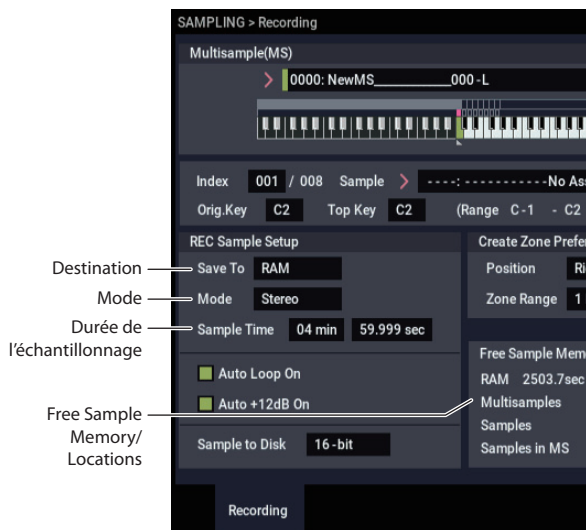 SAMPLING > Recording
Multisample(MS)
0000: NewMS____________000 -L
Index 001 / 008 Sample ----: - - - - - - - - - - -No Ass
Orig.Key C2 Top Key C2 (Range C-1 - C2
REC Sample Setup
Create Zone Prefer
Destination
Save To RAM
Position Ri
Mode
Mode Stereo
Zone Range 1
Durée de
l’échantillonnage
Sample Time 04 min 59.999 sec
Free Sample Mem
Auto Loop On
RAM 2503.7sec
Free Sample
Memory/
Locations
Auto +12dB On
Multisamples
Samples
Sample to Disk 16-bit
Samples in MS
Recording